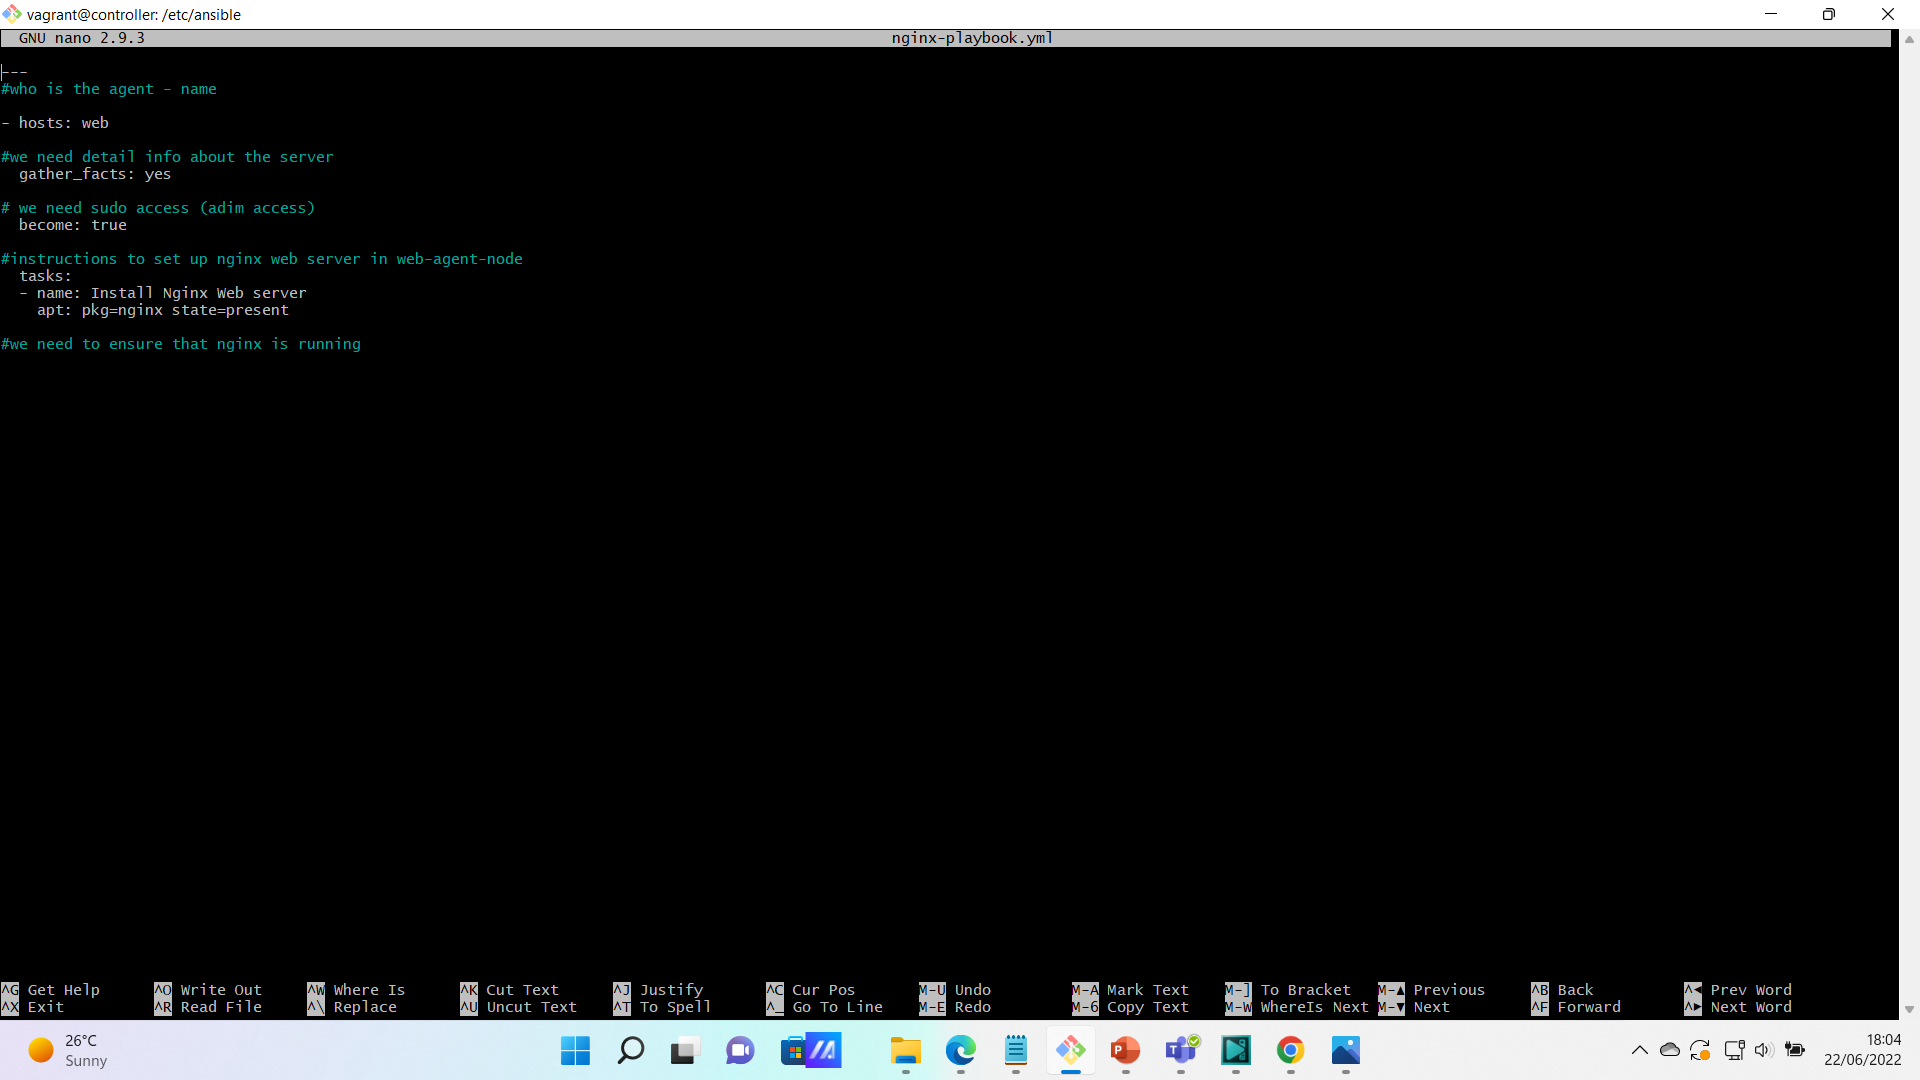 vagrant@controller: /etc/ansible
GNU nano 2.9.3 nginx-playbook.yml
---
#who is the agent - name
- hosts: web
#we need detail info about the server
gather_facts: yes
# we need sudo access (adim access)
become: true
#instructions to set up nginx web server in web-agent-node
tasks:
- name: Install Nginx Web server
apt: pkg=nginx state=present
#we need to ensure that nginx is running
^G Get Help ^O Write Out ^W Where Is ^K Cut Text ^J Justify ^C Cur Pos M-U Undo M-A Mark Text M-] To Bracket M-▲ Previous ^B Back ^◄ Prev Word
^X Exit ^R Read File ^\ Replace ^U Uncut Text ^T To Spell ^_ Go To Line M-E Redo M-6 Copy Text M-W WhereIs Next M-▼ Next ^F Forward ^► Next Word
26°C
Sunny
18:04
22/06/2022